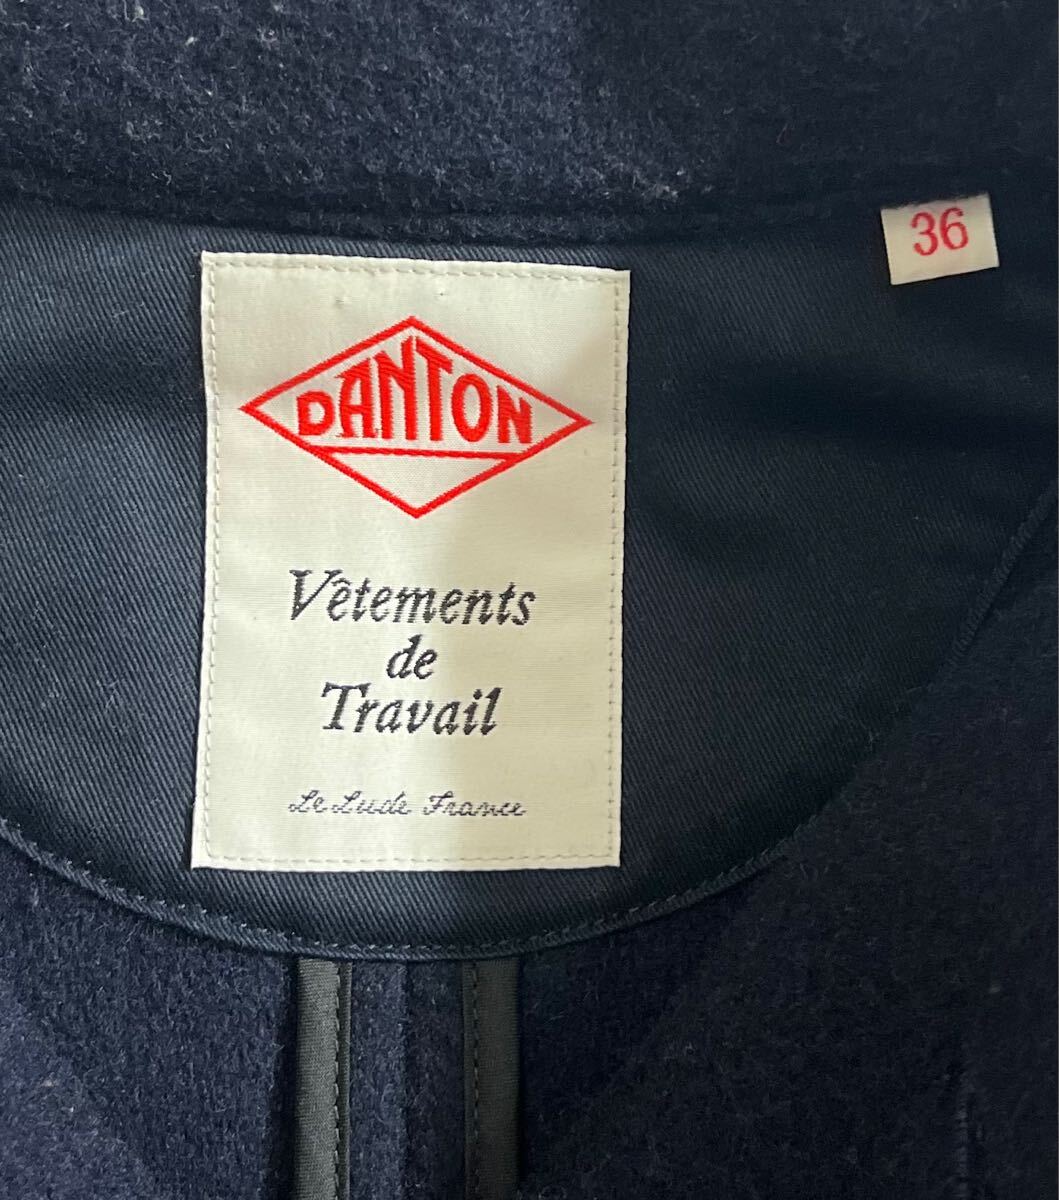 36
DANTON
Vêtements
de
Travail
Le Lude France